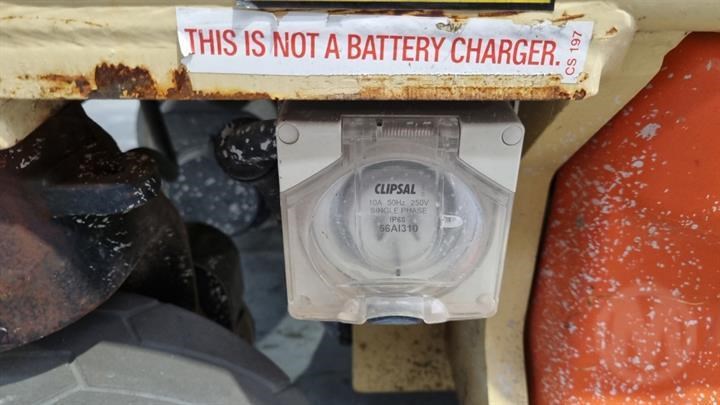 THIS IS NOT A BATTERY CHARGER.
CS 197
CLIPSAL
10A 50Hz 250V
SINGLE PHASE
IP66
56AI310